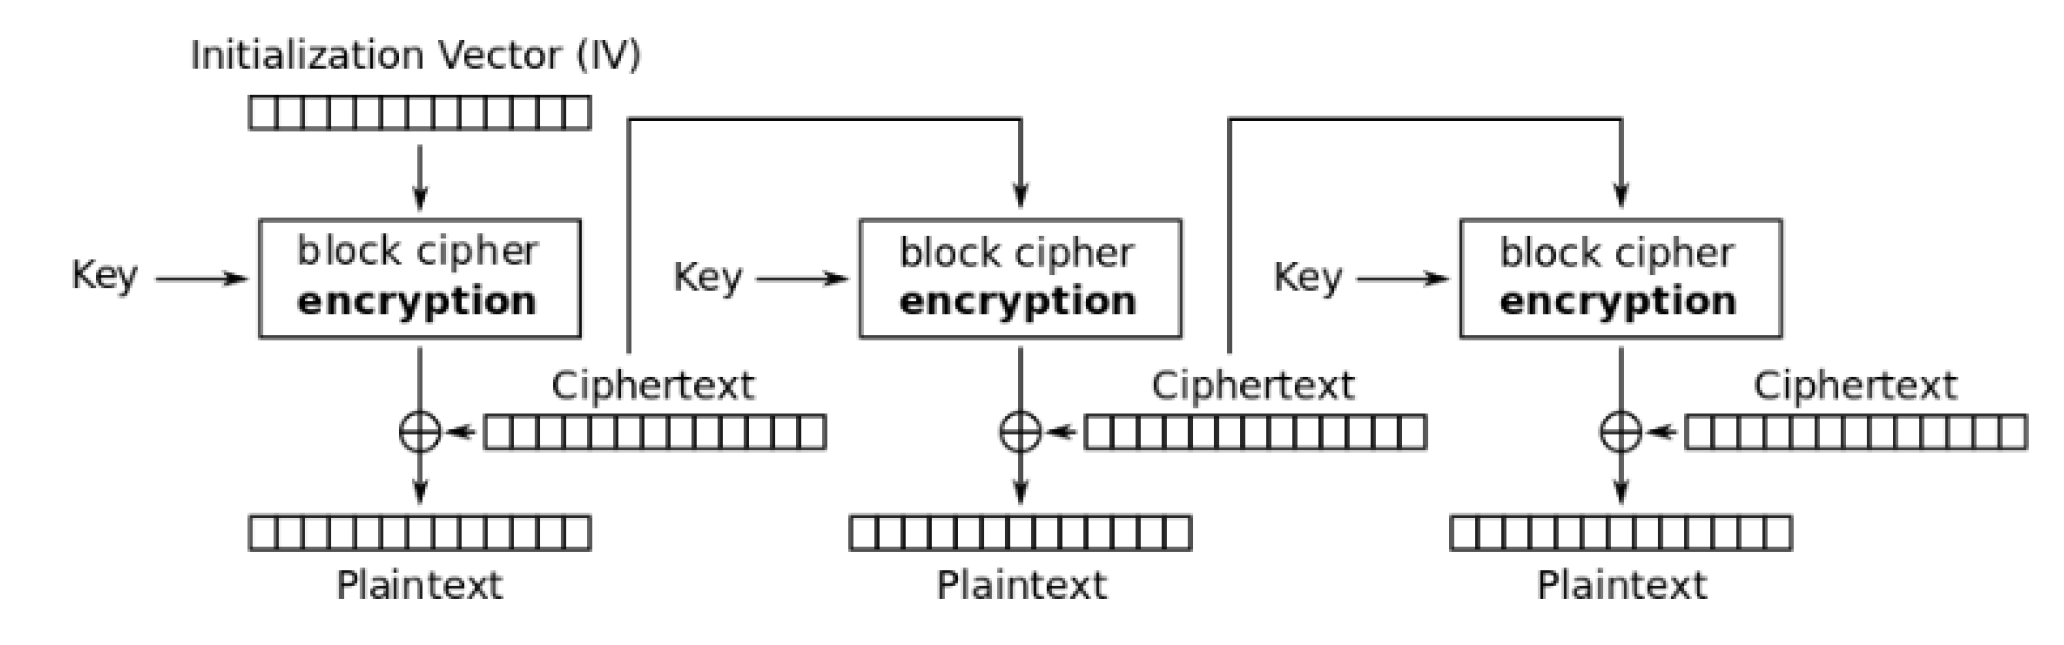 Initialization Vector (IV)
Key
block cipher
encryption
Ciphertext
Plaintext
Key
block cipher
encryption
Ciphertext
Plaintext
Key
block cipher
encryption
Ciphertext
Plaintext